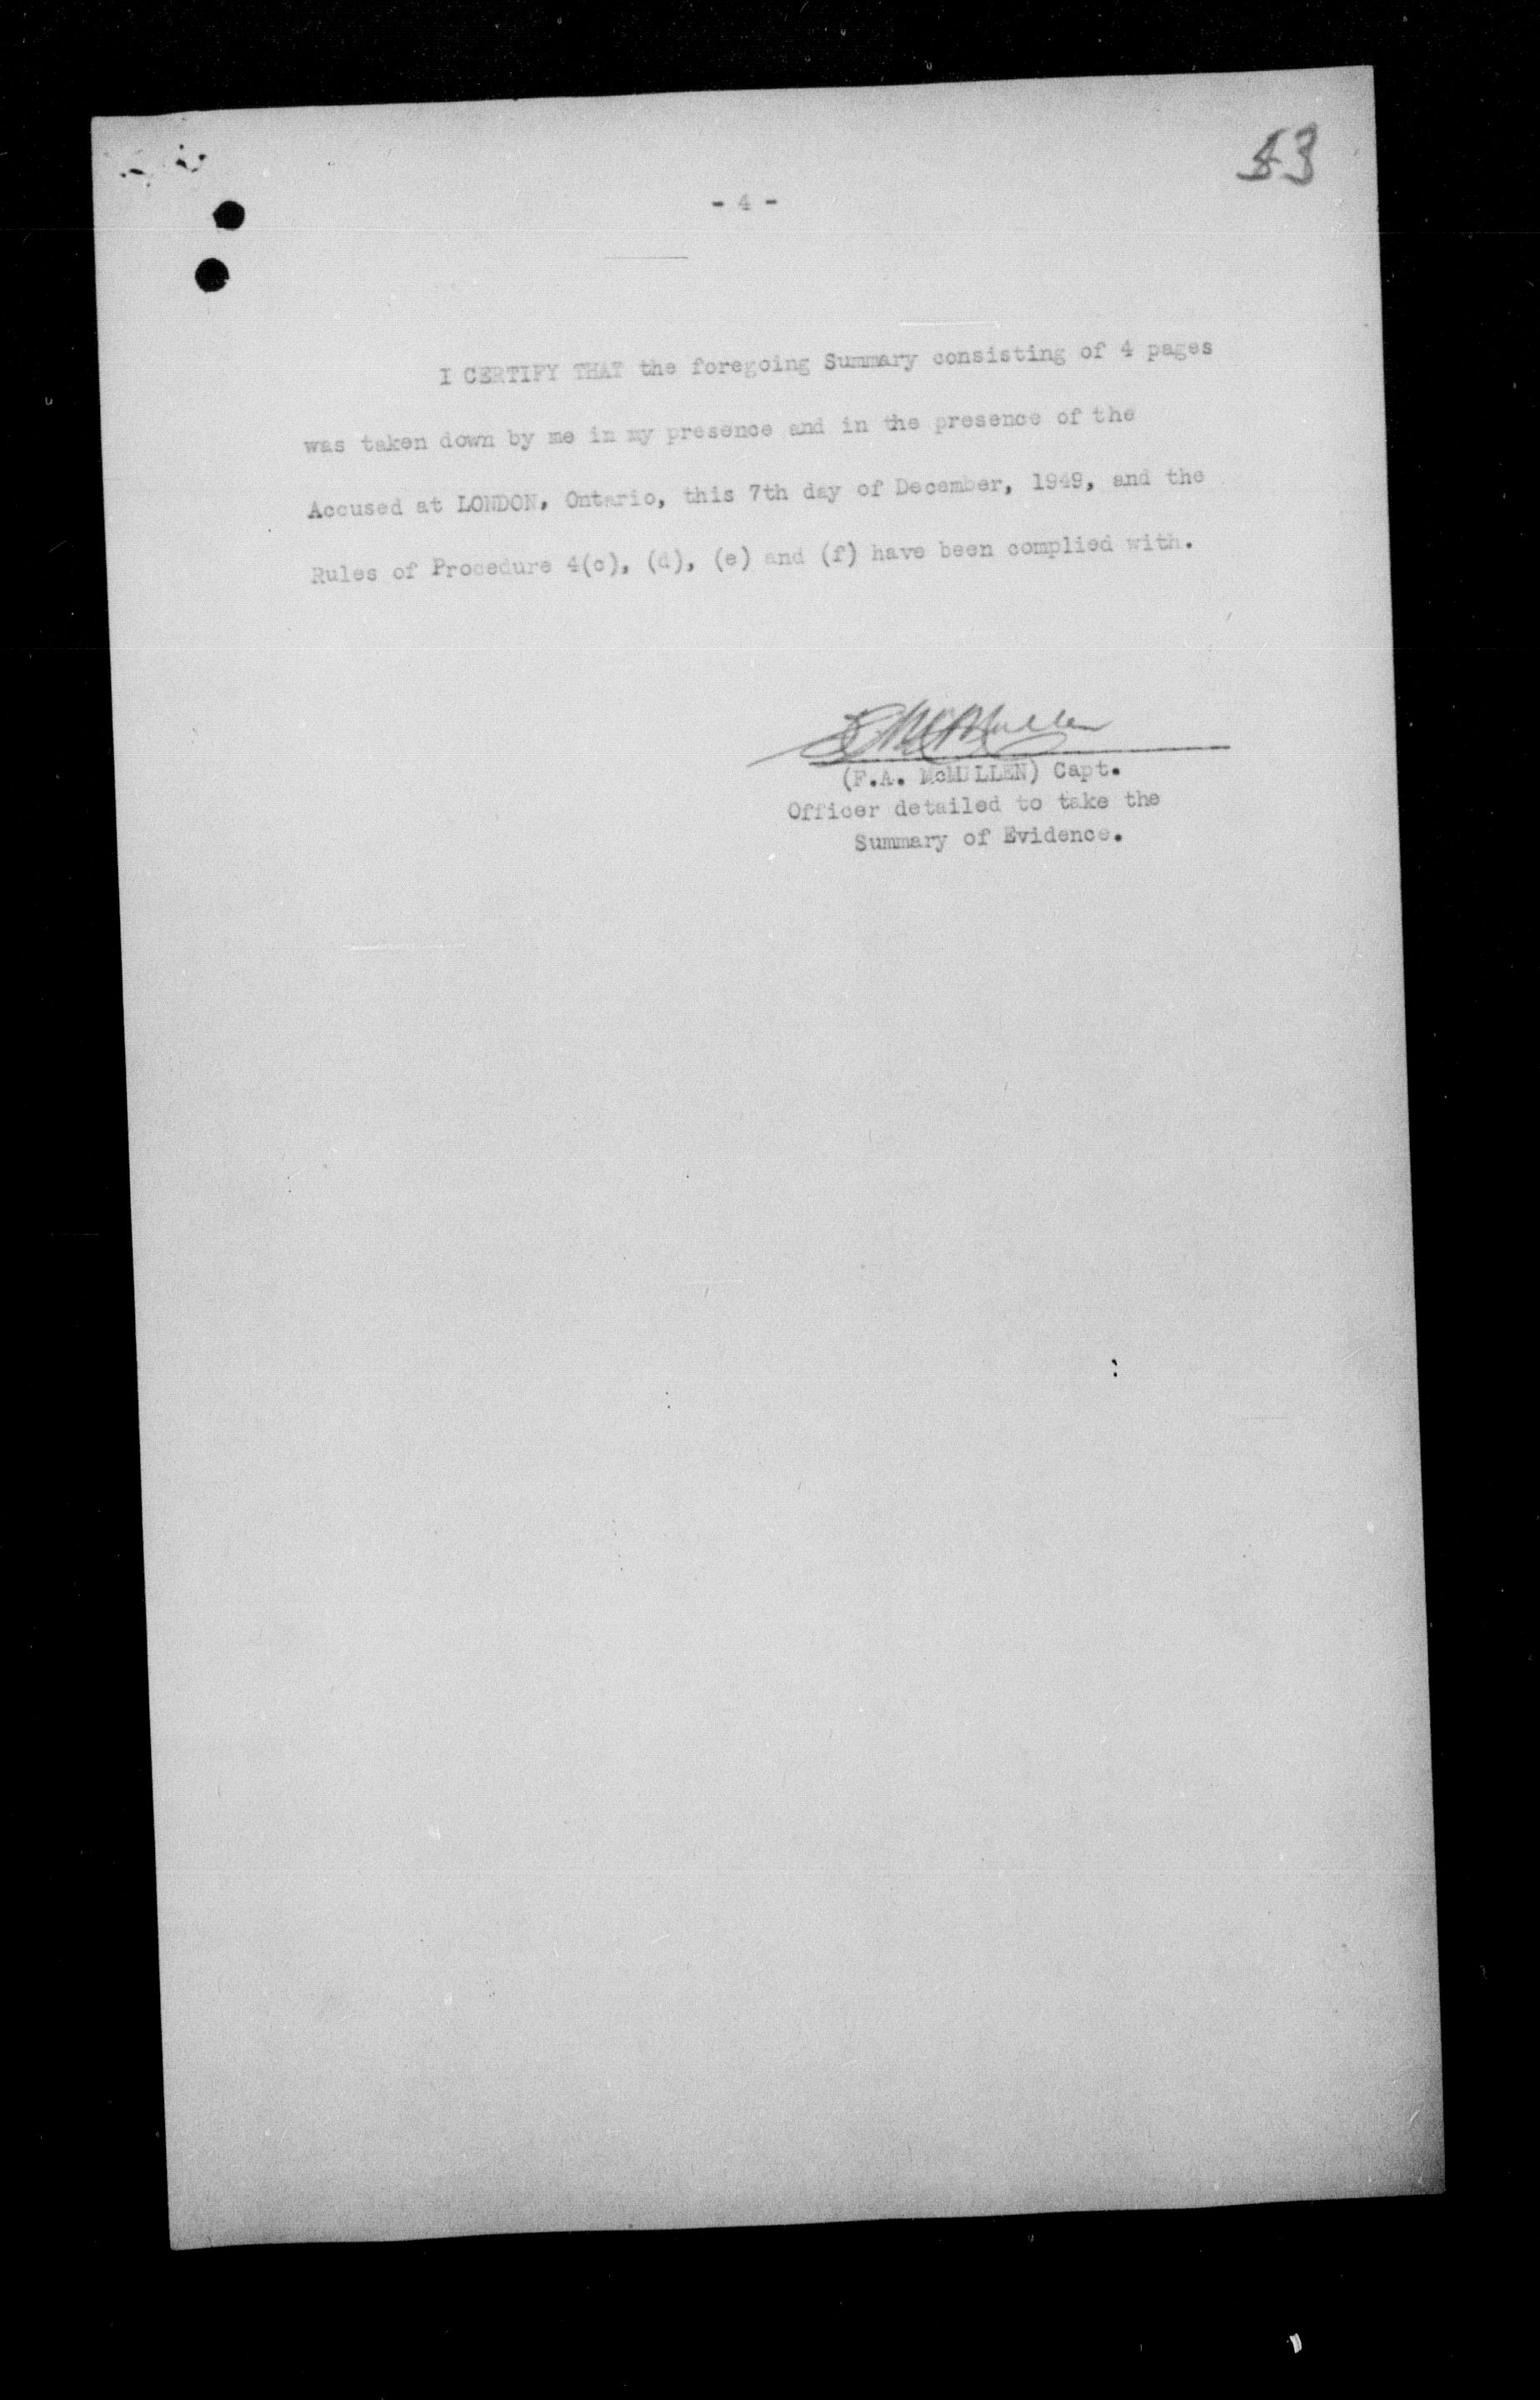 - 4 -
I CERTIFY THAT the foregoing Summary consisting of 4 pages
was taken down by me in my presence and in the presence of the
Accused at LONDON, Ontario, this 7th day of December, 1949, and the
Rules of Procedure 4(c), (d), (e) and (f) have been complied with.
(F.A. McMULLEN) Capt.
Officer detailed to take the
Summary of Evidence.